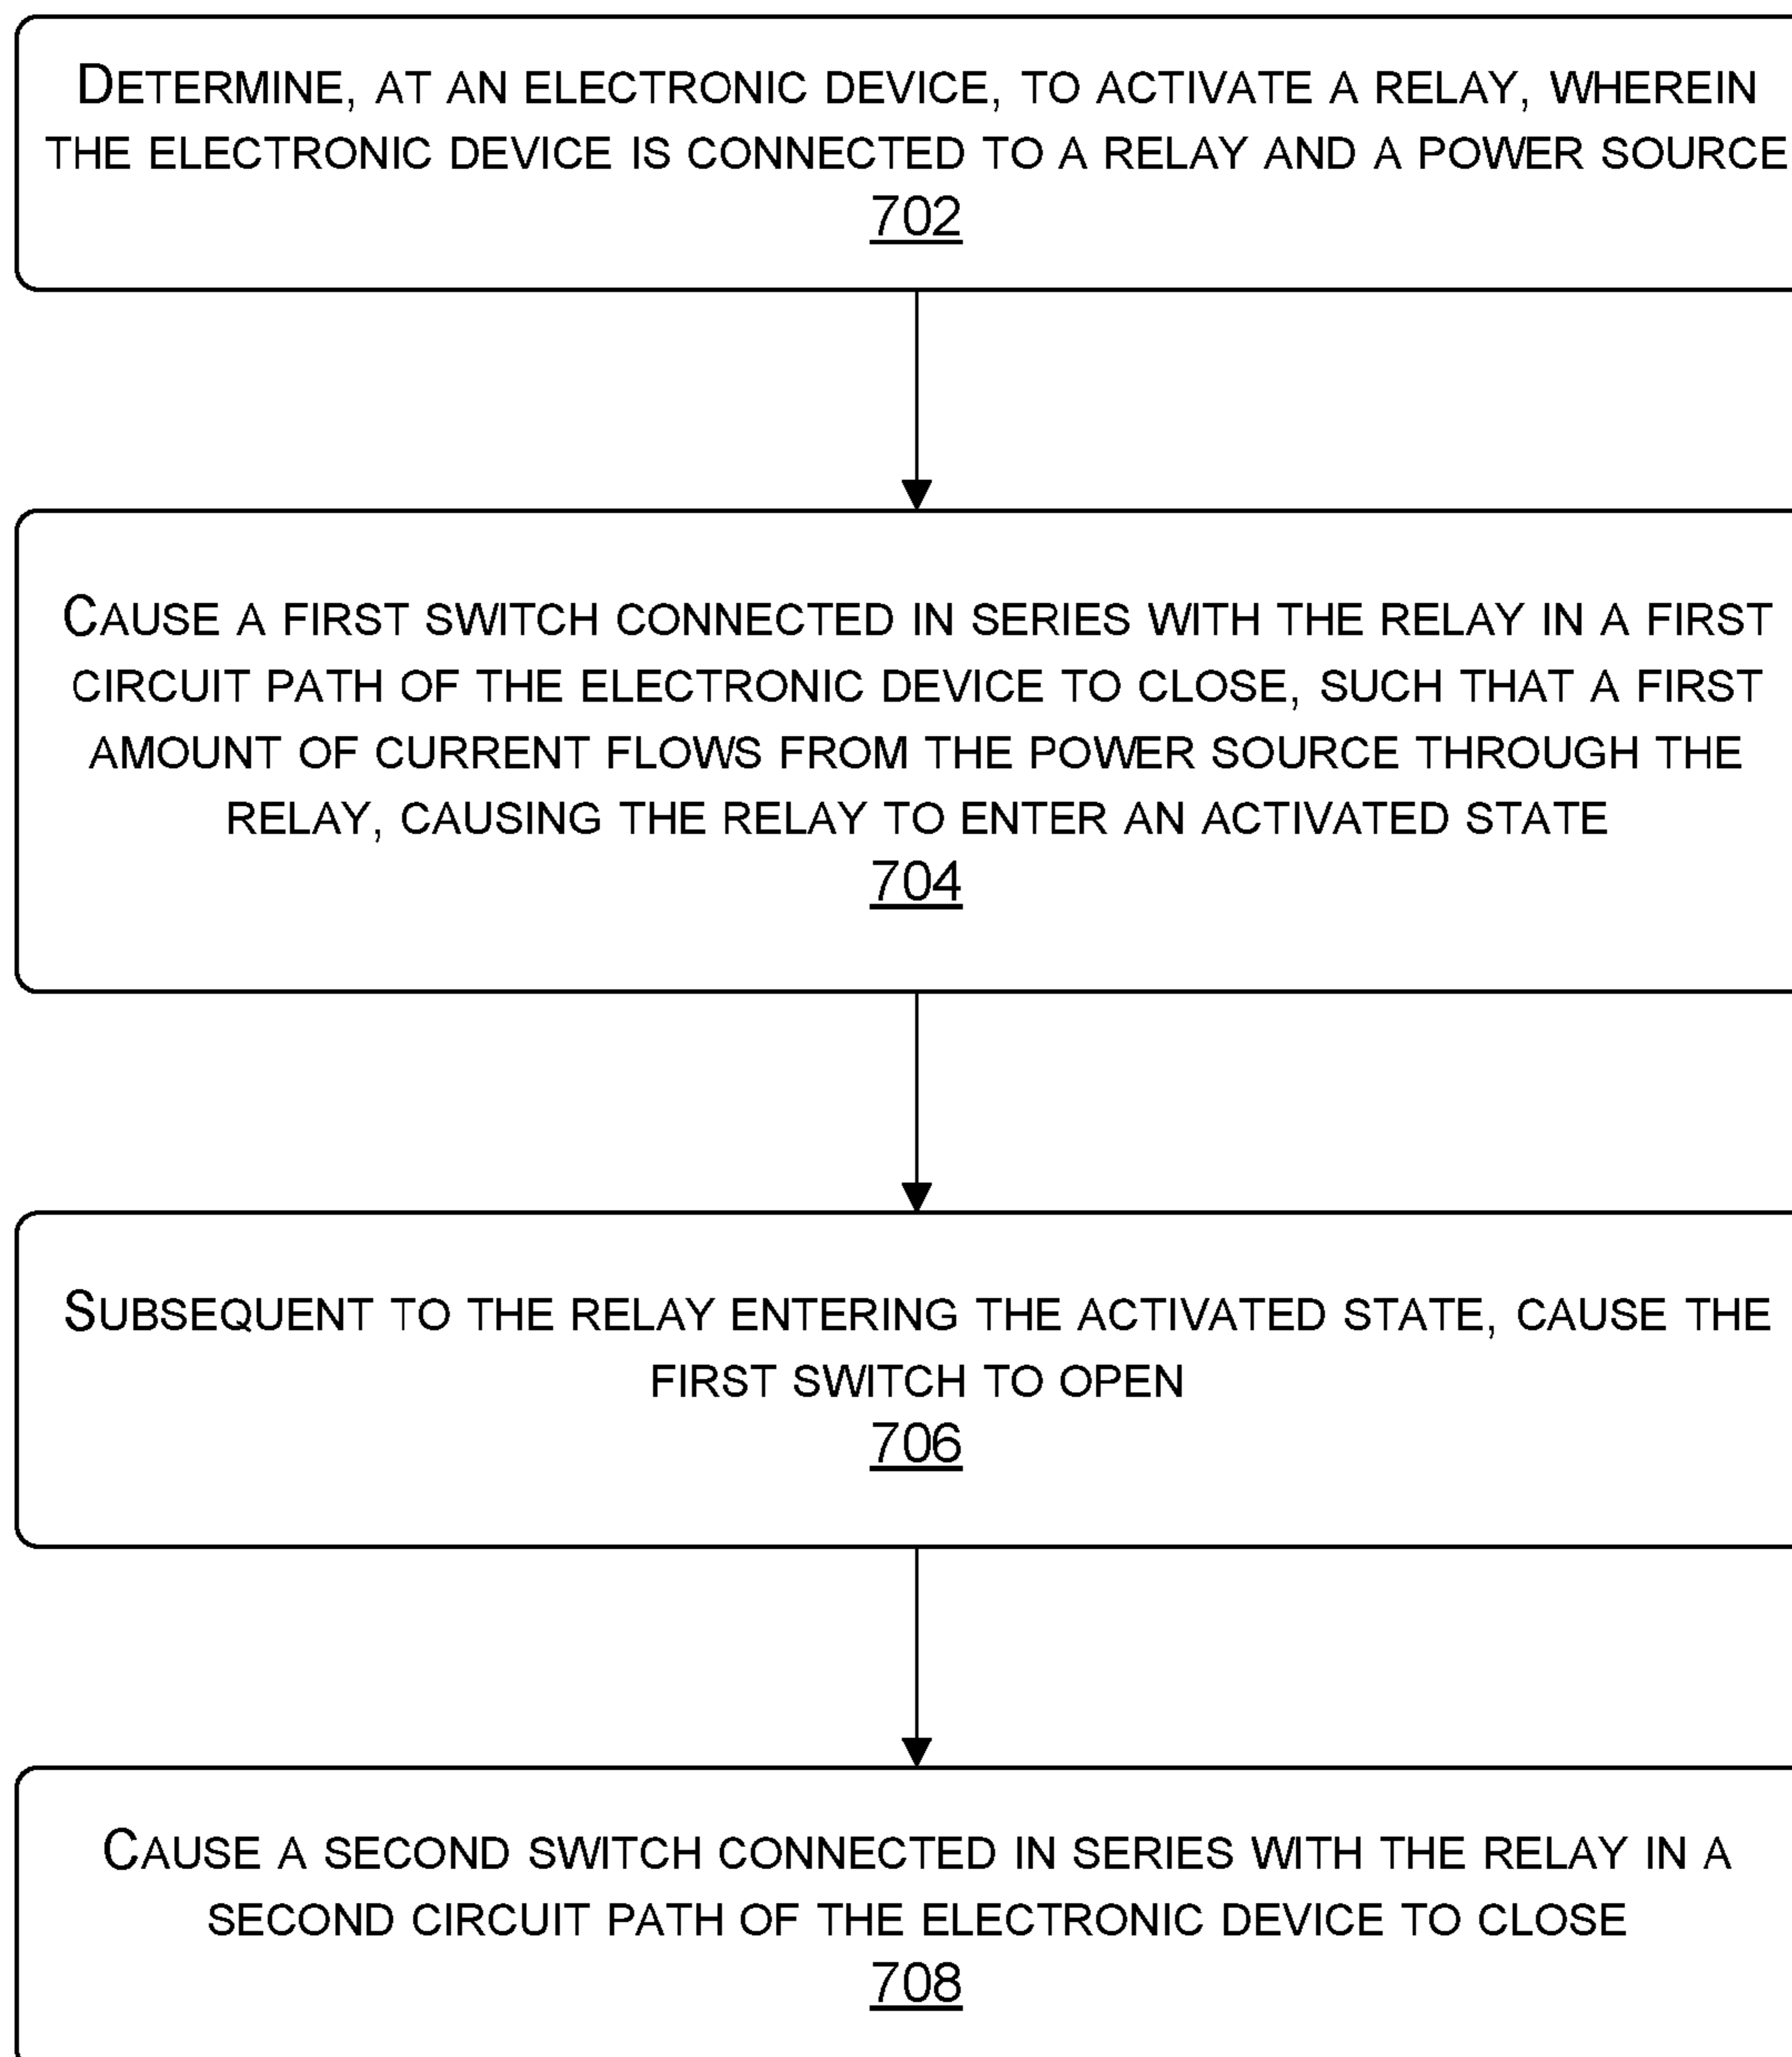 DETERMINE, AT AN ELECTRONIC DEVICE, TO ACTIVATE A RELAY, WHEREIN
THE ELECTRONIC DEVICE IS CONNECTED TO A RELAY AND A POWER SOURCE
702
CAUSE A FIRST SWITCH CONNECTED IN SERIES WITH THE RELAY IN A FIRST
CIRCUIT PATH OF THE ELECTRONIC DEVICE TO CLOSE, SUCH THAT A FIRST
AMOUNT OF CURRENT FLOWS FROM THE POWER SOURCE THROUGH THE
RELAY, CAUSING THE RELAY TO ENTER AN ACTIVATED STATE
704
SUBSEQUENT TO THE RELAY ENTERING THE ACTIVATED STATE, CAUSE THE
FIRST SWITCH TO OPEN
706
CAUSE A SECOND SWITCH CONNECTED IN SERIES WITH THE RELAY IN A
SECOND CIRCUIT PATH OF THE ELECTRONIC DEVICE TO CLOSE
708